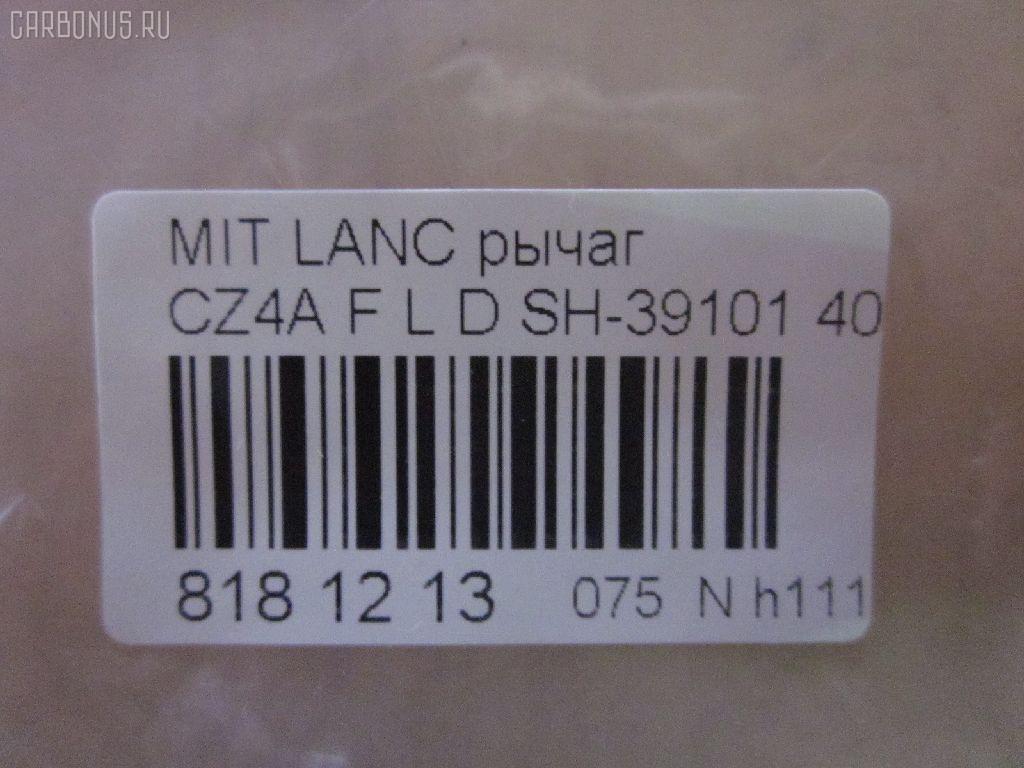 CARBONUS.RU
MIT LANC рычаг
CZ4A F L D SH-39101 40
818 12 13 075 N h111